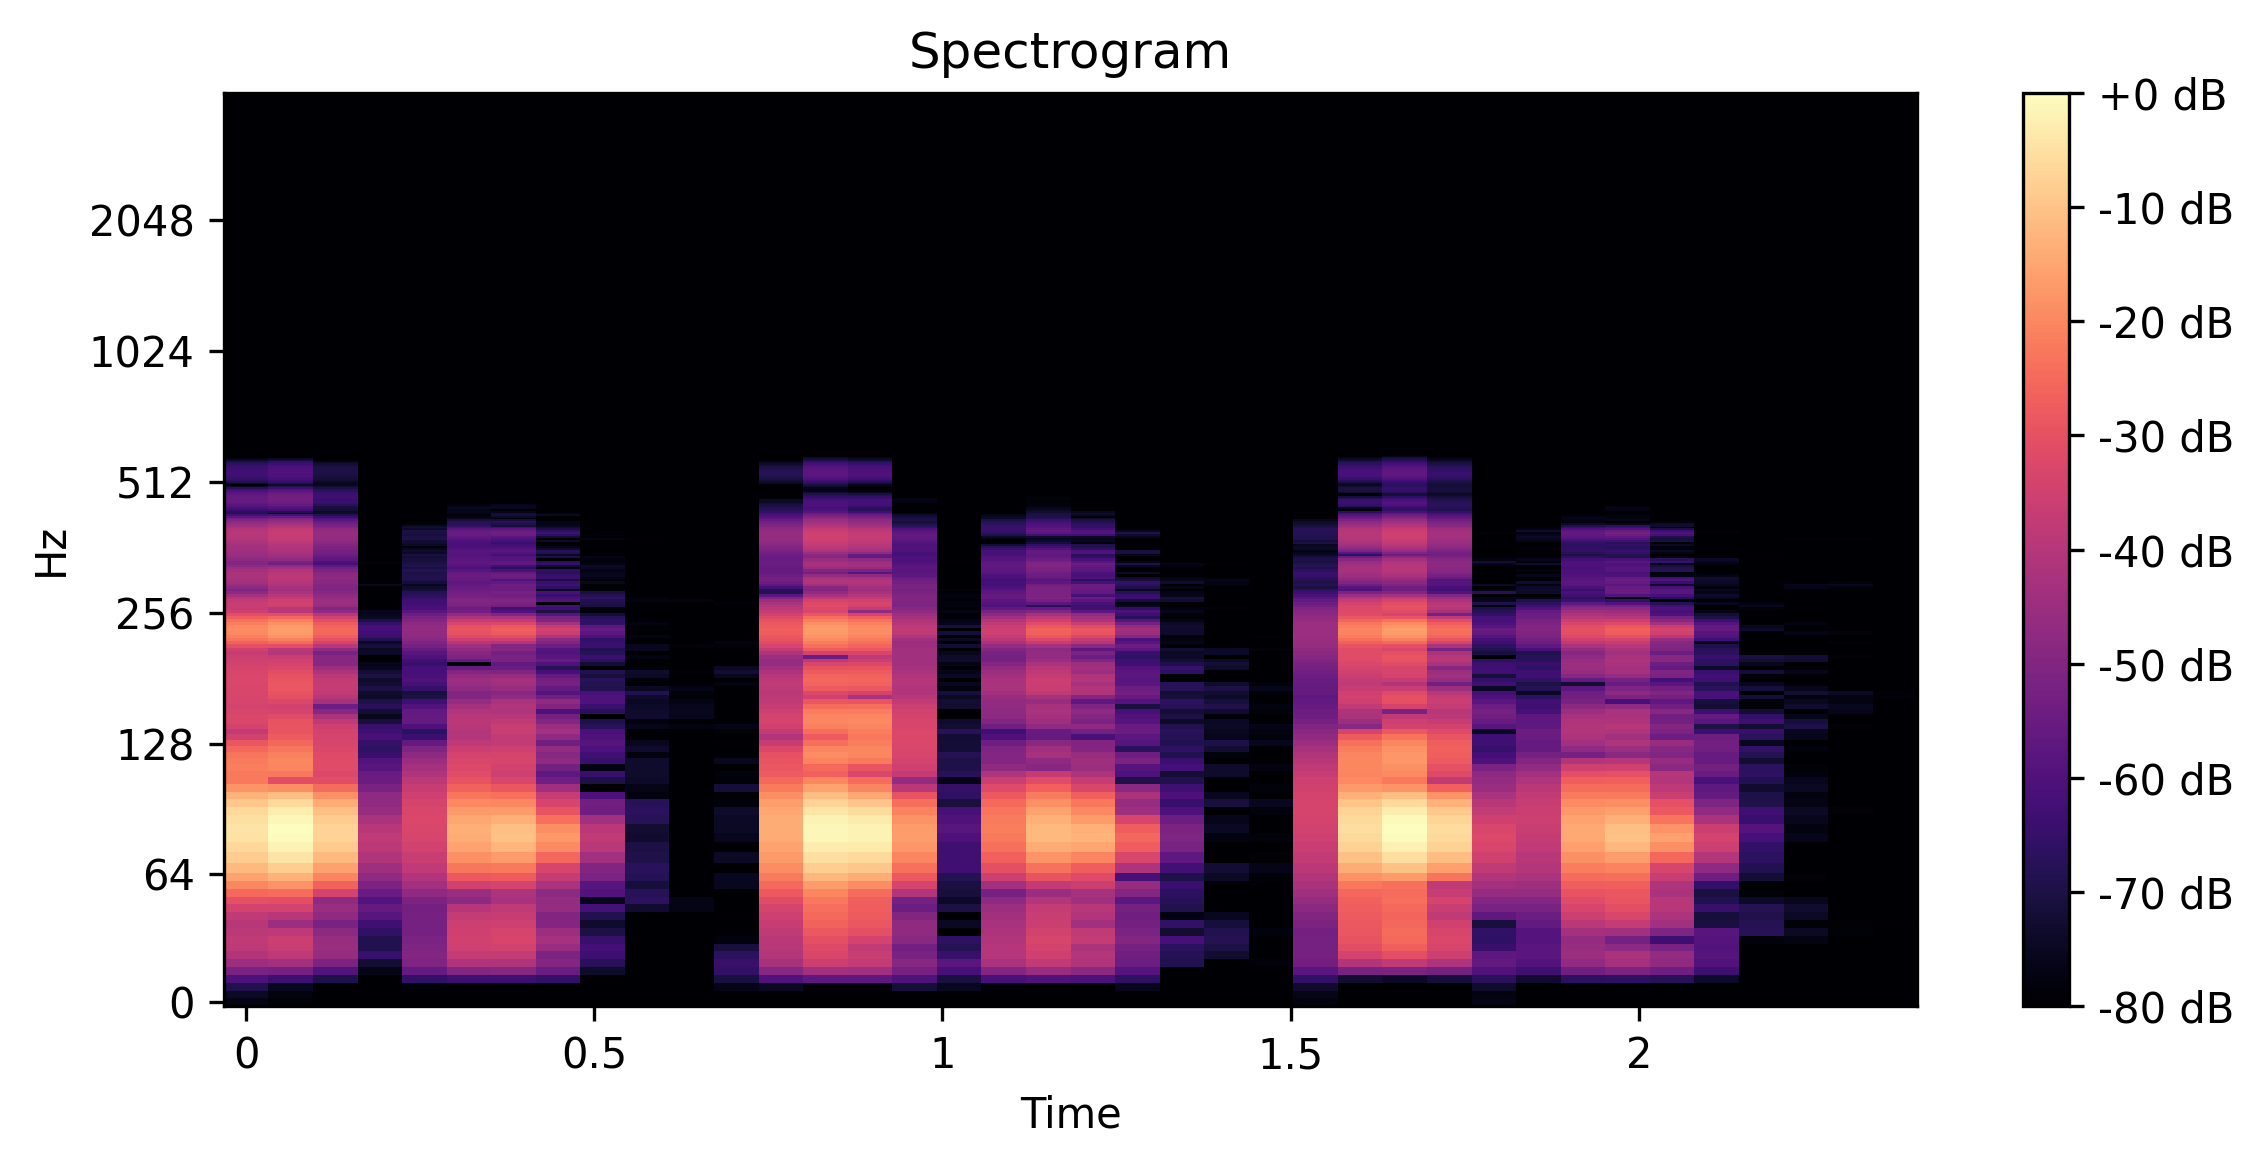 Spectrogram
Hz
2048
1024
512
256
128
64
0
0 0.5 1 1.5 2
Time
+0 dB
-10 dB
-20 dB
-30 dB
-40 dB
-50 dB
-60 dB
-70 dB
-80 dB